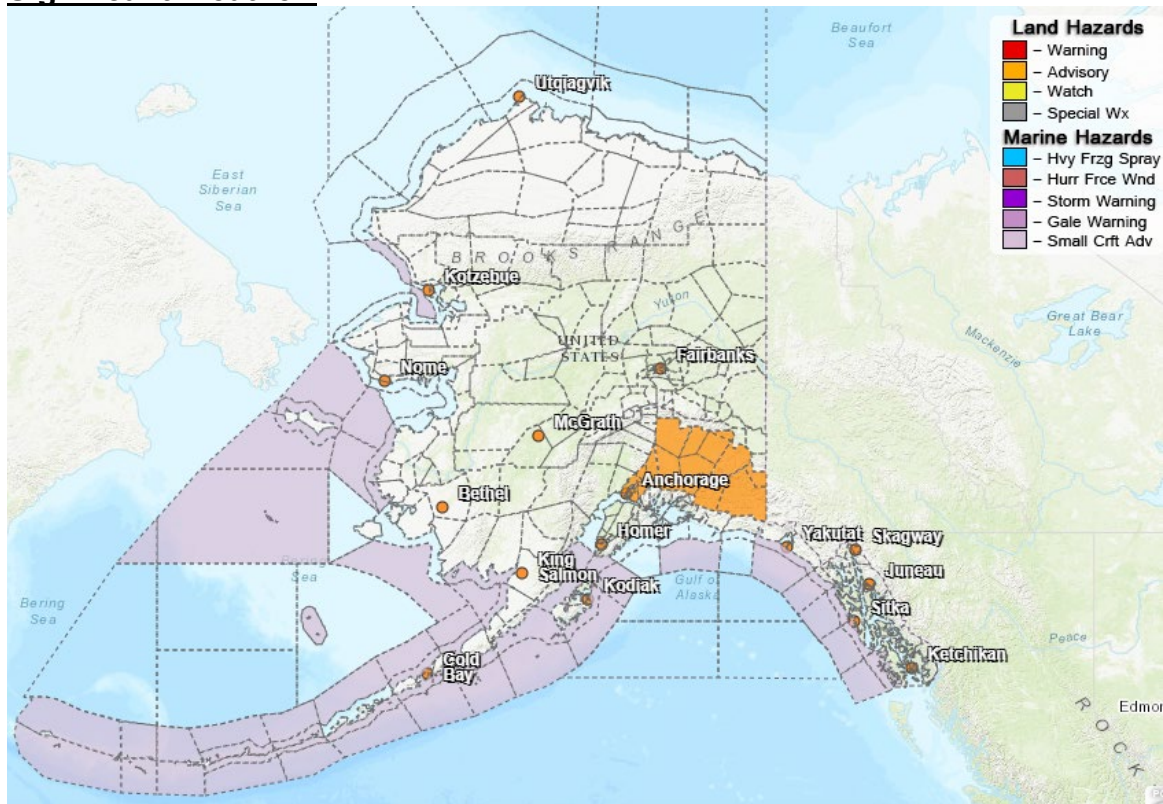 Beaufort
Sea
Land Hazards
– Warning
– Advisory
– Watch
– Special Wx
Marine Hazards
– Hvy Frzg Spray
– Hurr Frce Wnd
– Storm Warning
– Gale Warning
– Small Crft Adv
Utqiagvik
East
Siberian
Sea
BROOKS RANGE
Kotzebue
Yukon
Great Bear
Lake
Mackenzie
UNITED
STATES
Fairbanks
Nome
McGrath
Anchorage
Bethel
Homer
Yakutat
Skagway
King
Salmon
Kodiak
Juneau
Gulf of
Alaska
Sitka
Bering
Sea
Sea
Peace
Ketchikan
Cold
Bay
Edmon
ROCK